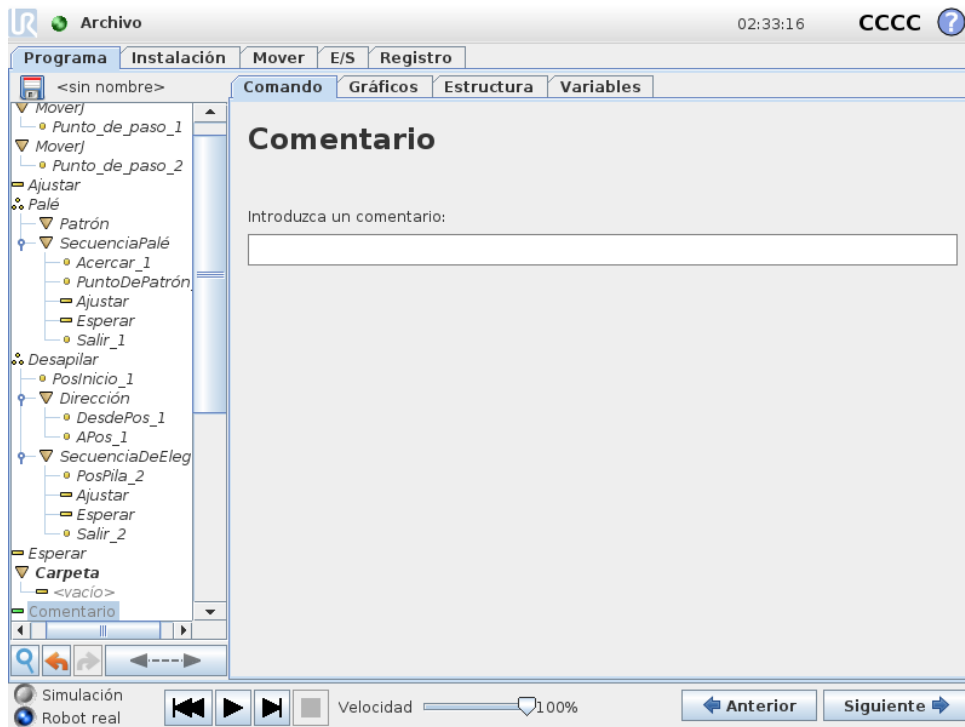 UR Archivo 02:33:16 CCCC ?
Programa Instalación Mover E/S Registro
<sin nombre>
Comando Gráficos Estructura Variables
MoverJ
Punto_de_paso_1
MoverJ
Punto_de_paso_2
Ajustar
Palé
Patrón
SecuenciaPalé
Acercar_1
PuntoDePatrón_
Ajustar
Esperar
Salir_1
Desapilar
PosInicio_1
Dirección
DesdePos_1
APos_1
SecuenciaDeEleg
PosPila_2
Ajustar
Esperar
Salir_2
Esperar
Carpeta
<vacío>
Comentario
Comentario
Introduzca un comentario:
Simulación
Robot real
Velocidad 100%
Anterior Siguiente